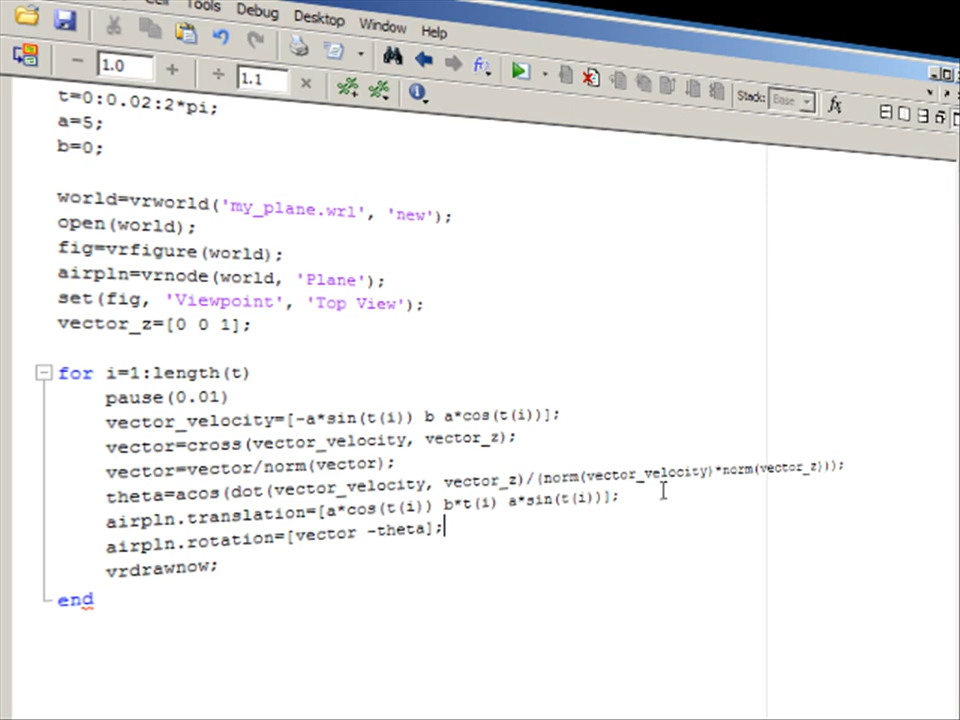 Tools Debug Desktop Window Help
1.0 1.1 Stack: Base fx
t=0:0.02:2*pi;
a=5;
b=0;
world=vrworld('my_plane.wrl', 'new');
open(world);
fig=vrfigure(world);
airpln=vrnode(world, 'Plane');
set(fig, 'Viewpoint', 'Top View');
vector_z=[0 0 1];
for i=1:length(t)
pause(0.01)
vector_velocity=[-a*sin(t(i)) b a*cos(t(i))];
vector=cross(vector_velocity, vector_z);
vector=vector/norm(vector);
theta=acos(dot(vector_velocity, vector_z)/(norm(vector_velocity)*norm(vector_z)));
airpln.translation=[a*cos(t(i)) b*t(i) a*sin(t(i))];
airpln.rotation=[vector -theta];
vrdrawnow;
end